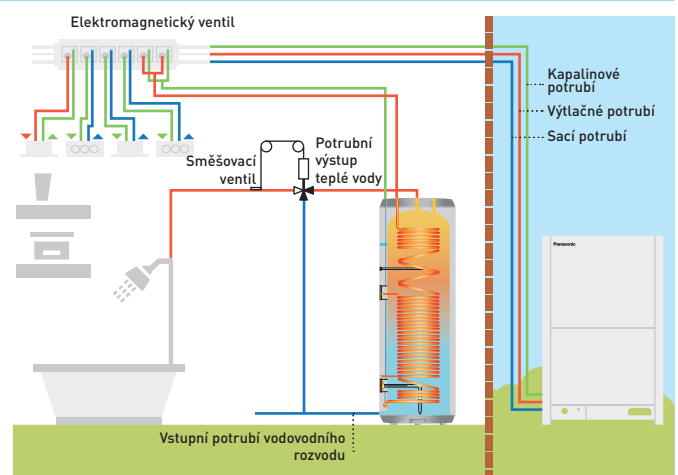 Elektromagnetický ventil
Kapalinové
potrubí
Výtlačné potrubí
Sací potrubí
Směšovací
ventil
Potrubní
výstup
teplé vody
Panasonic
Vstupní potrubí vodovodního
rozvodu